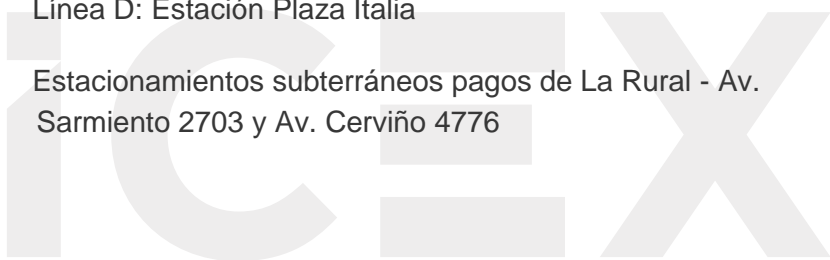 Línea D: Estación Plaza Italia
Estacionamientos subterráneos pagos de La Rural - Av.
Sarmiento 2703 y Av. Cerviño 4776
iCEX